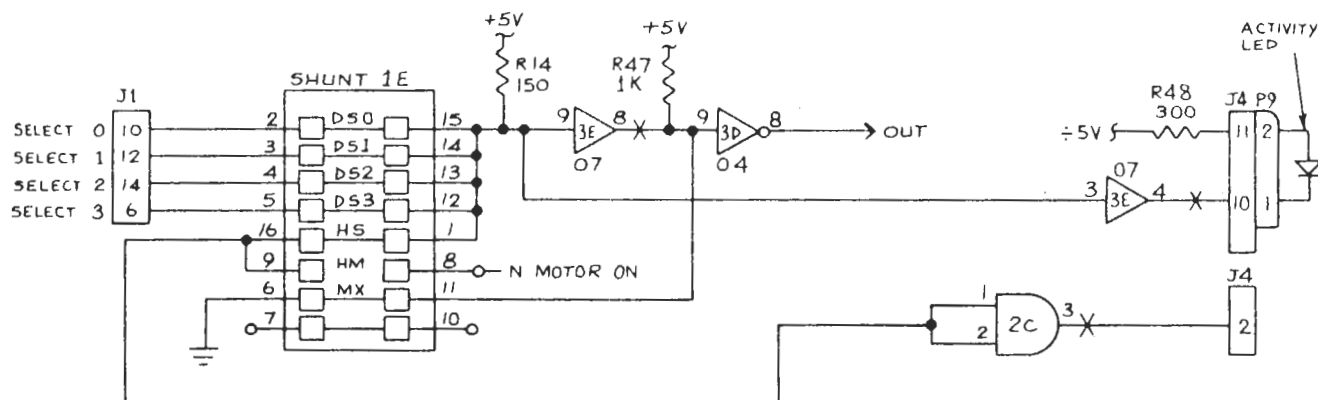 +5V
+5V
ACTIVITY
LED
R14
150
R47
1K
SHUNT 1E
J1
R48
300
J4 P9
SELECT 0 10 2 DS0 15
9 3E 8
07
9 3D 8
04
OUT
÷5V
11 2
SELECT 1 12 3 DS1 14
SELECT 2 14 4 DS2 13
07
SELECT 3 6 5 DS3 12
3 3E 4
10 1
16 HS 1
9 HM 8 N MOTOR ON
6 MX 11
7 10
J4
1
2 2C 3
2